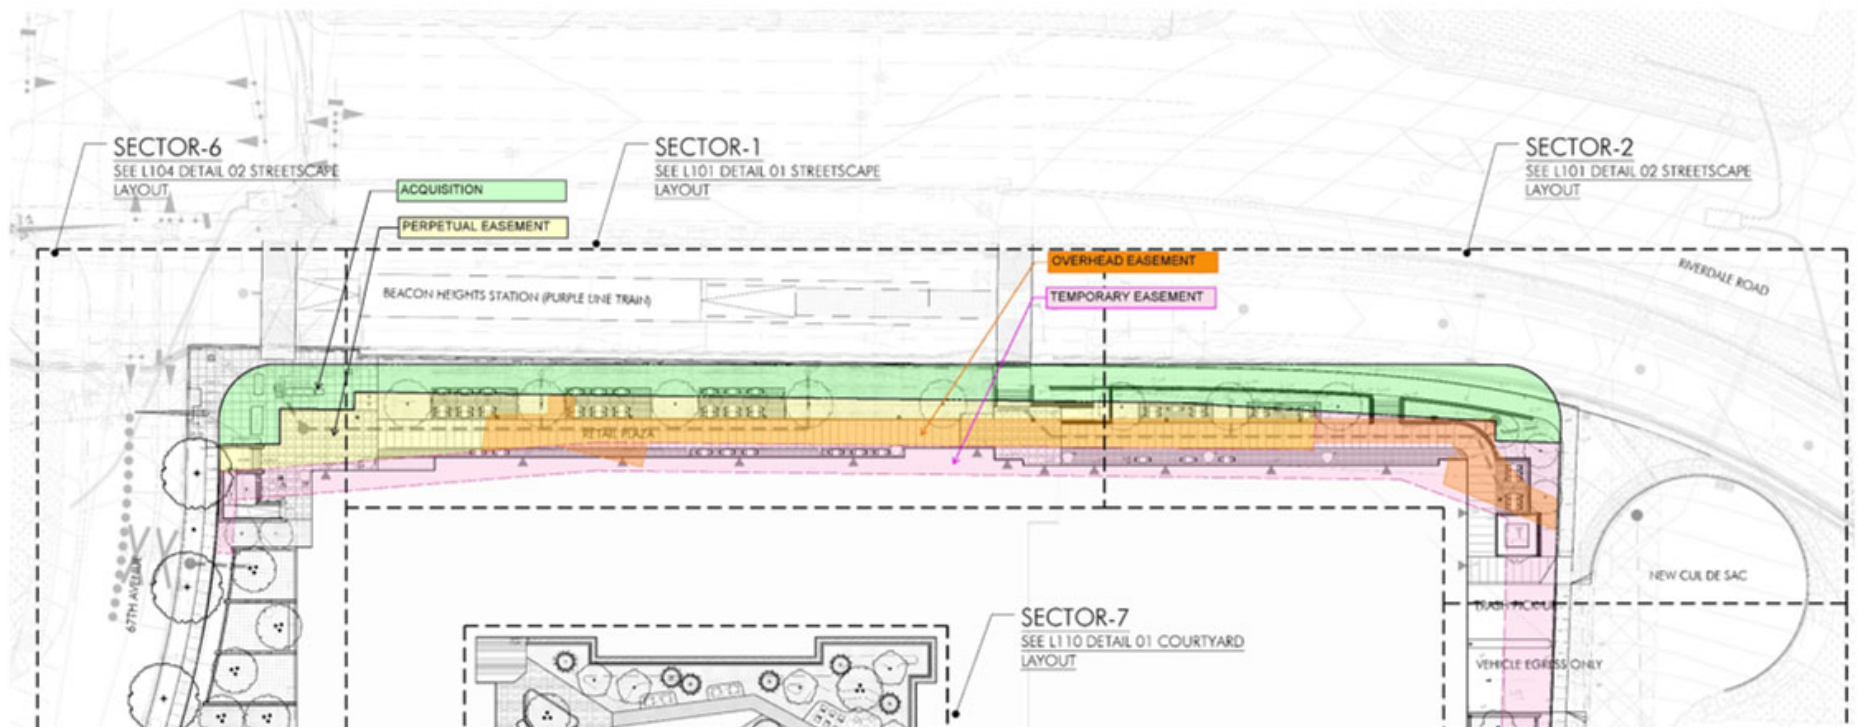 SECTOR-6
SEE L104 DETAIL 02 STREETSCAPE
LAYOUT
SECTOR-1
SEE L101 DETAIL 01 STREETSCAPE
LAYOUT
SECTOR-2
SEE L101 DETAIL 02 STREETSCAPE
LAYOUT
ACQUISITION
PERPETUAL EASEMENT
OVERHEAD EASEMENT
TEMPORARY EASEMENT
RIVERDALE ROAD
BEACON HEIGHTS STATION (PURPLE LINE TRAIN)
RETAIL PLAZA
67TH AVENUE
NEW CUL DE SAC
TRASH PICK-UP
SECTOR-7
SEE L110 DETAIL 01 COURTYARD
LAYOUT
VEHICLE EGRESS ONLY